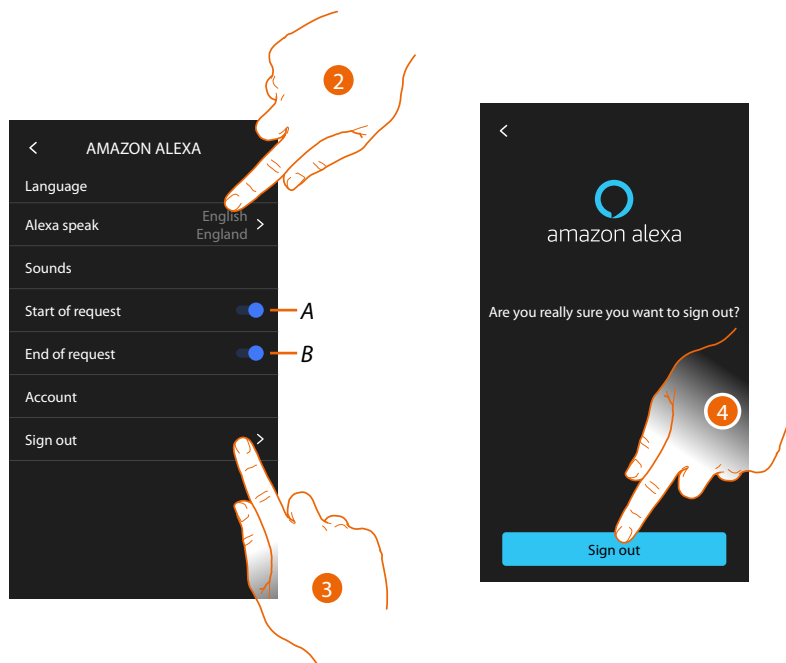 2
< AMAZON ALEXA
Language
Alexa speak English England >
Sounds
Start of request A
End of request B
Account
Sign out >
3
<
amazon alexa
Are you really sure you want to sign out?
4
Sign out